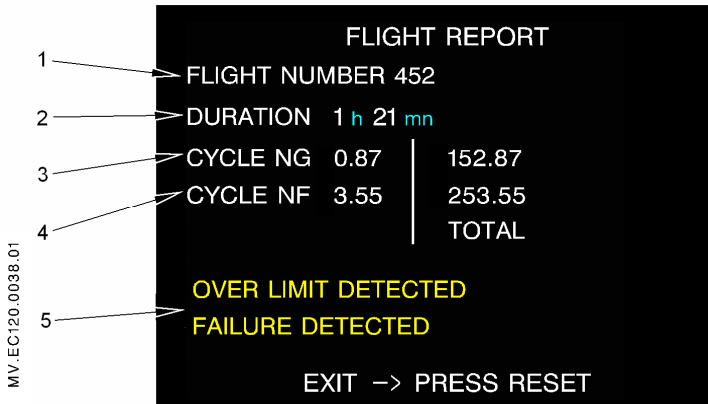 FLIGHT REPORT
1
FLIGHT NUMBER 452
2
DURATION 1 h 21 mn
3
CYCLE NG 0.87 152.87
4
CYCLE NF 3.55 253.55
TOTAL
5
OVER LIMIT DETECTED
FAILURE DETECTED
EXIT –> PRESS RESET
MV.EC120.0038.01